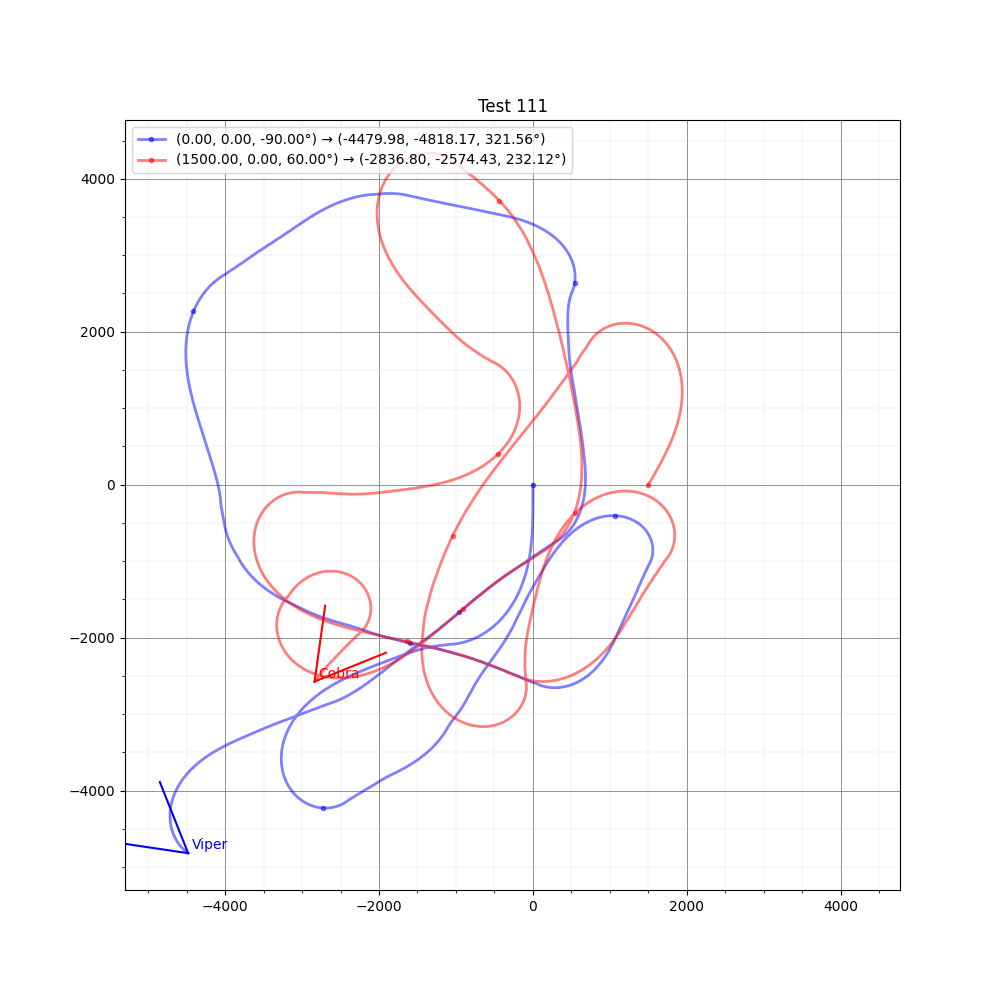 Test 111
(0.00, 0.00, -90.00°) → (-4479.98, -4818.17, 321.56°)
(1500.00, 0.00, 60.00°) → (-2836.80, -2574.43, 232.12°)
4000
2000
0
−2000
−4000
Cobra
Viper
−4000
−2000
0
2000
4000